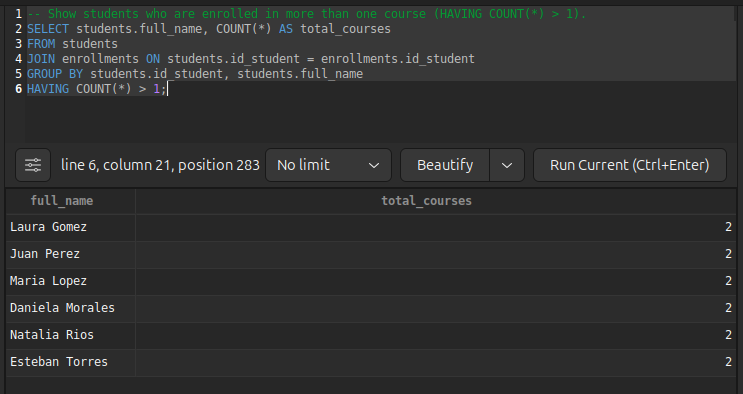 1 -- Show students who are enrolled in more than one course (HAVING COUNT(*) > 1).
2 SELECT students.full_name, COUNT(*) AS total_courses
3 FROM students
4 JOIN enrollments ON students.id_student = enrollments.id_student
5 GROUP BY students.id_student, students.full_name
6 HAVING COUNT(*) > 1;
line 6, column 21, position 283 No limit Beautify Run Current (Ctrl+Enter)
full_name total_courses
Laura Gomez 2
Juan Perez 2
Maria Lopez 2
Daniela Morales 2
Natalia Rios 2
Esteban Torres 2